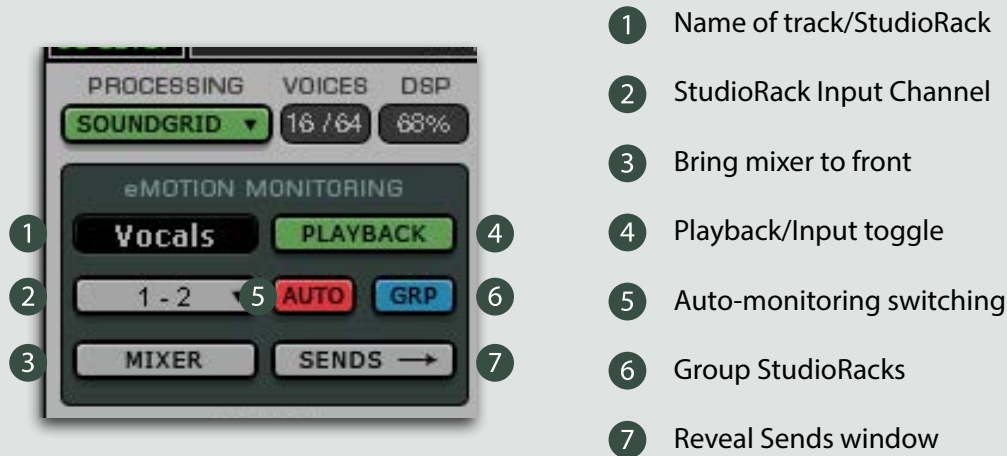 PROCESSING VOICES DSP
SOUNDGRID 16 / 64 68%
eMOTION MONITORING
1 Vocals PLAYBACK 4
2 1 - 2 5 AUTO GRP 6
3 MIXER SENDS → 7
1 Name of track/StudioRack
2 StudioRack Input Channel
3 Bring mixer to front
4 Playback/Input toggle
5 Auto-monitoring switching
6 Group StudioRacks
7 Reveal Sends window